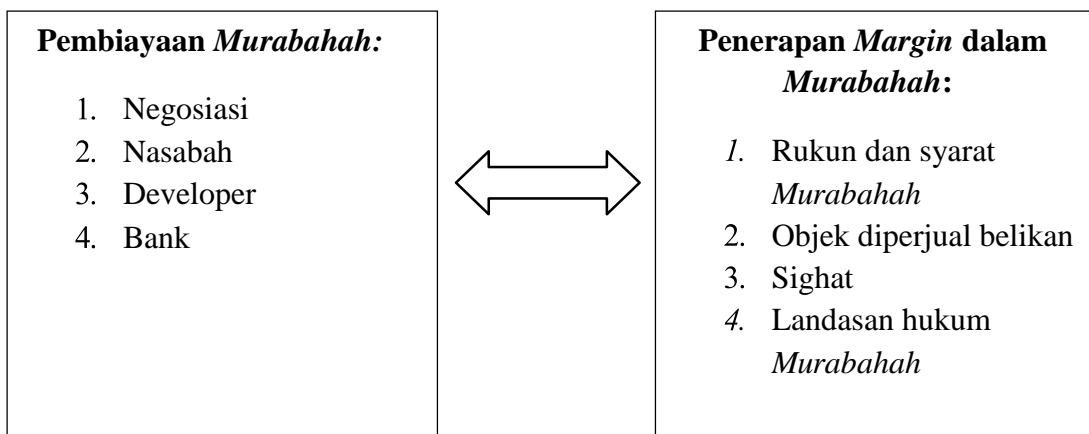 Pembiayaan Murabahah:
1. Negosiasi
2. Nasabah
3. Developer
4. Bank
Penerapan Margin dalam
Murabahah:
1. Rukun dan syarat
Murabahah
2. Objek diperjual belikan
3. Sighat
4. Landasan hukum
Murabahah